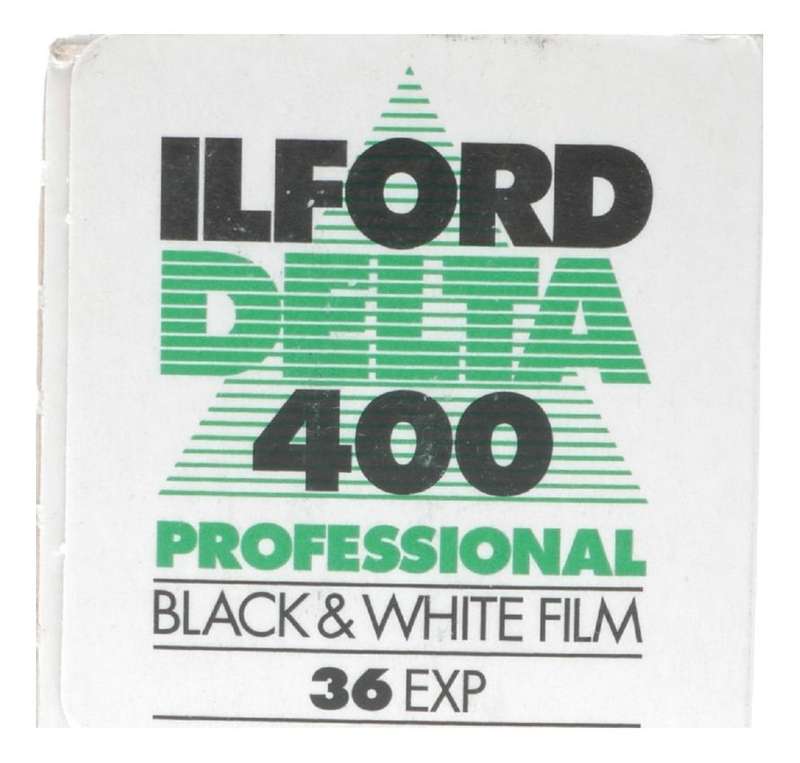 ILFORD
DELTA
400
PROFESSIONAL
BLACK & WHITE FILM
36 EXP